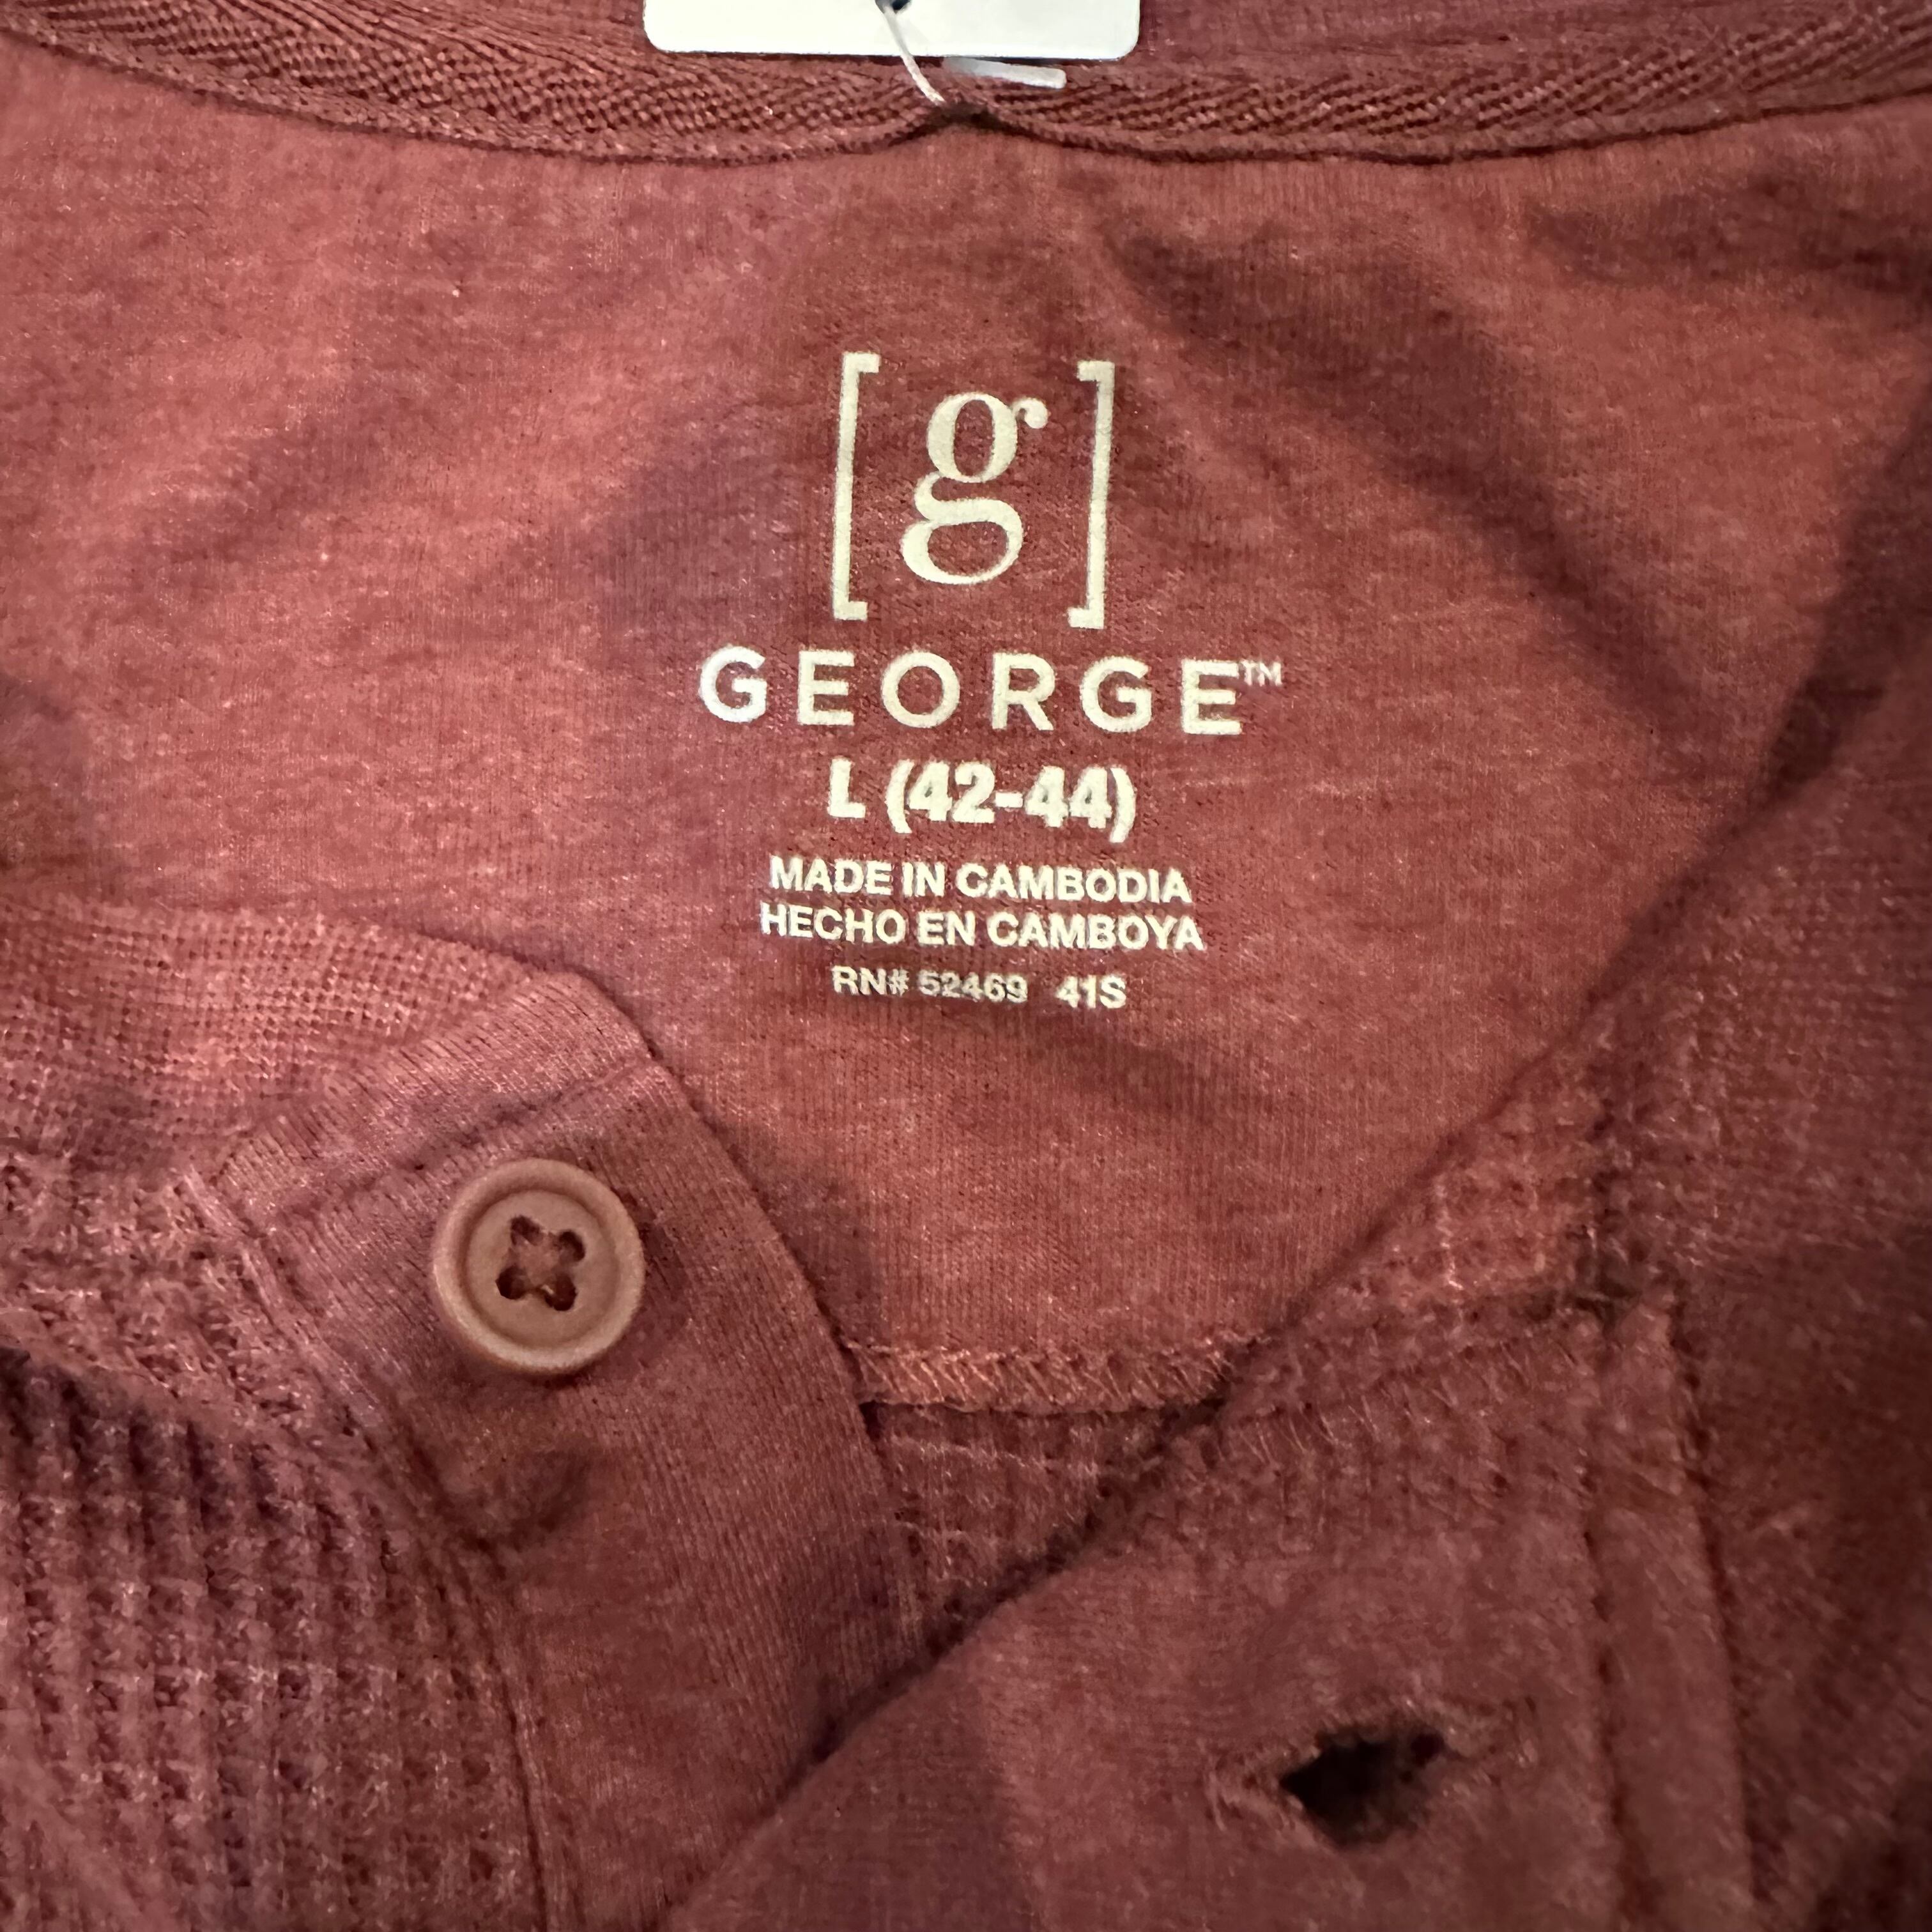 [g]
GEORGE™
L (42-44)
MADE IN CAMBODIA
HECHO EN CAMBOYA
RN# 52469 41S